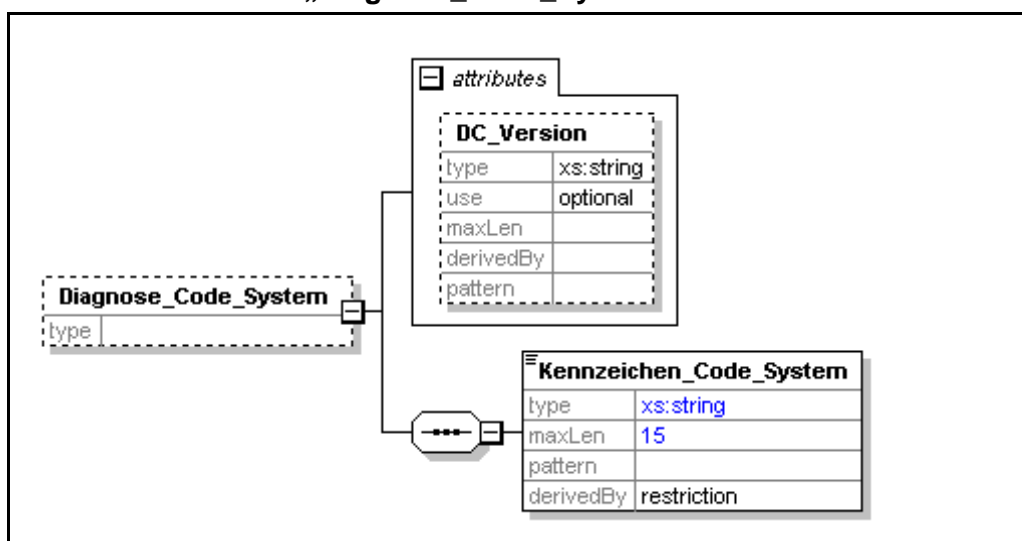 attributes
DC_Version
type xs:string
use optional
maxLen
derivedBy
pattern
Diagnose_Code_System
type
Kennzeichen_Code_System
type xs:string
maxLen 15
pattern
derivedBy restriction